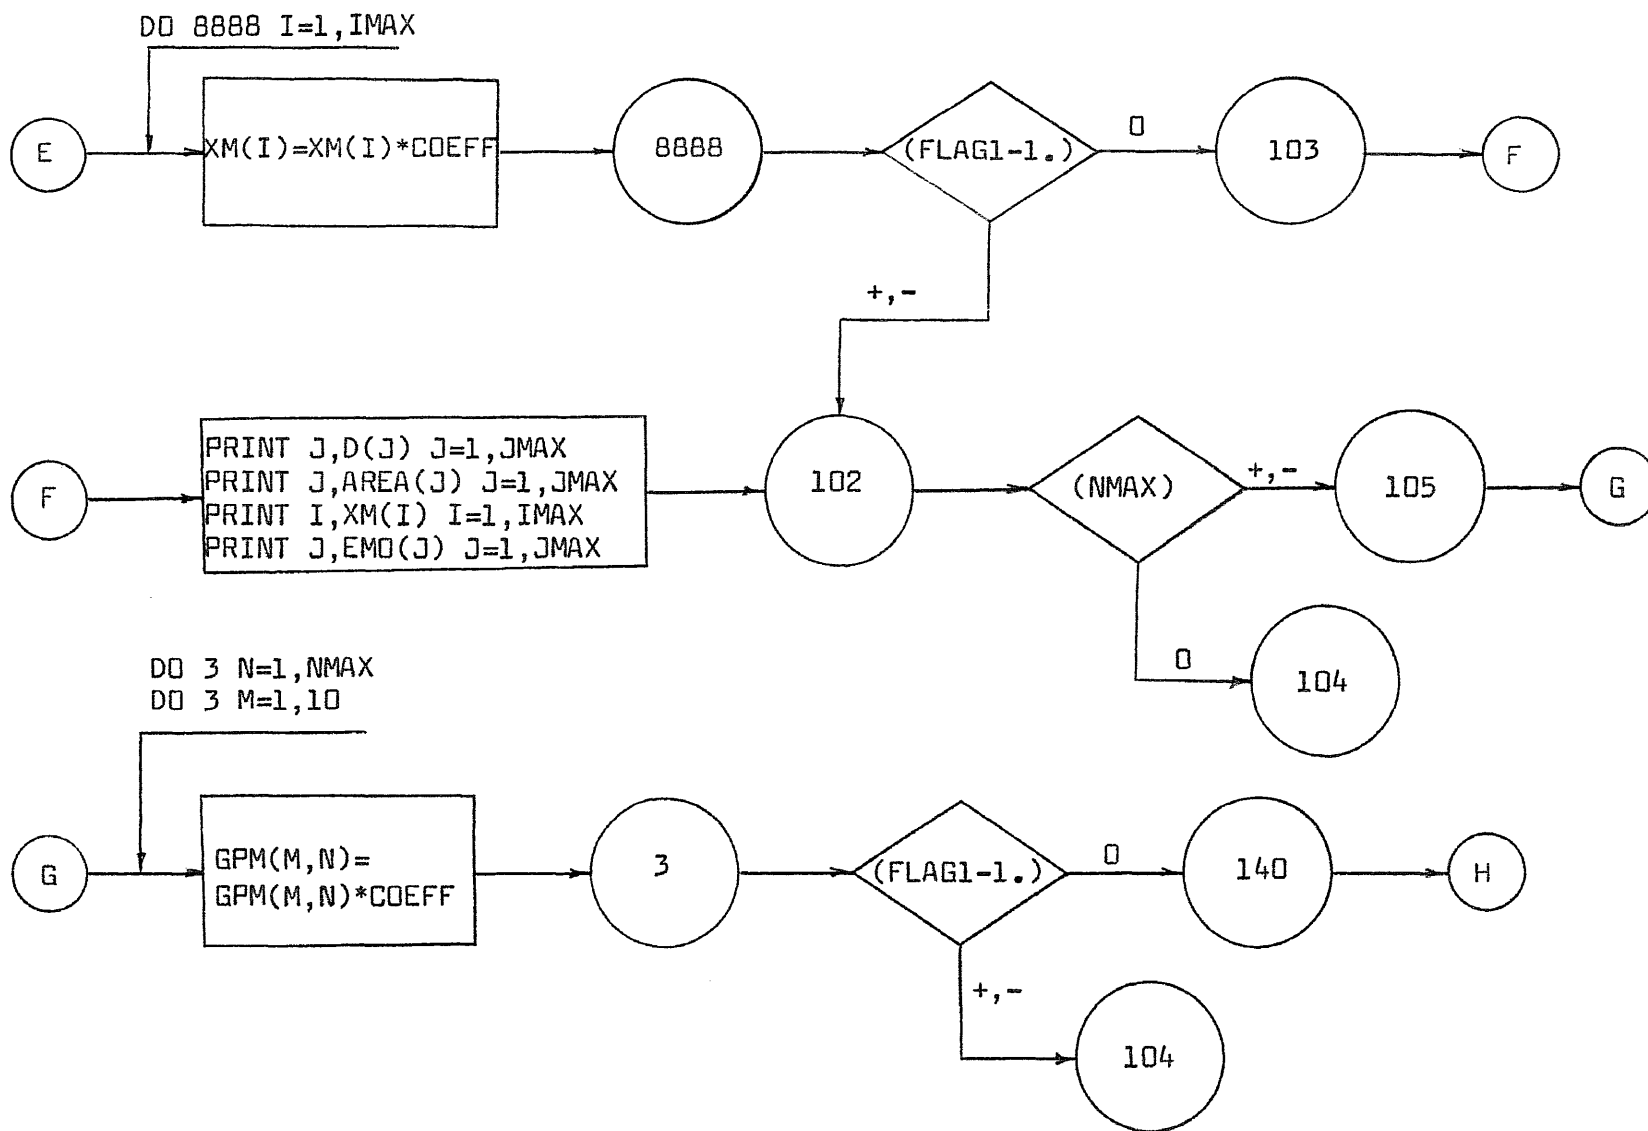 DO 8888 I=1,IMAX
E
XM(I)=XM(I)*COEFF
8888
(FLAG1-1.)
0
103
F
+,-
F
PRINT J,D(J) J=1,JMAX
PRINT J,AREA(J) J=1,JMAX
PRINT I,XM(I) I=1,IMAX
PRINT J,EMO(J) J=1,JMAX
102
(NMAX)
+,-
105
G
0
104
DO 3 N=1,NMAX
DO 3 M=1,10
G
GPM(M,N)=
GPM(M,N)*COEFF
3
(FLAG1-1.)
0
140
H
+,-
104